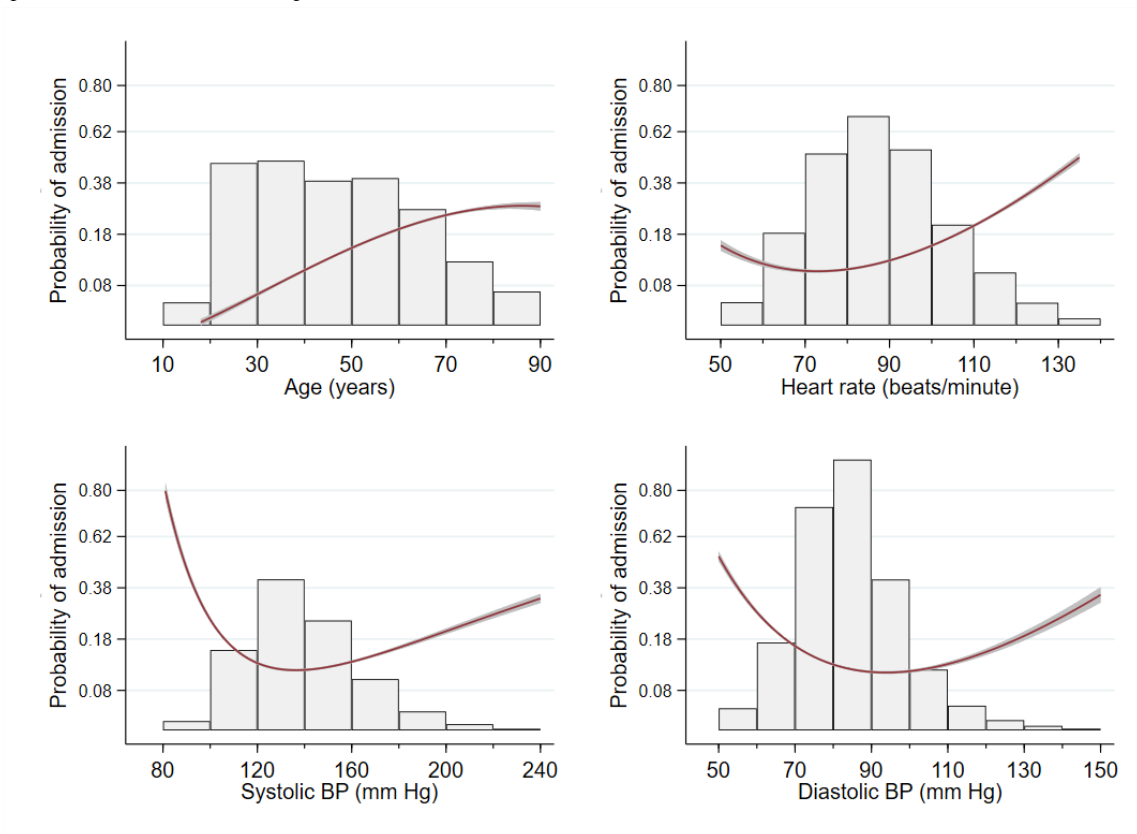 Probability of admission
0.80
0.62
0.38
0.18
0.08
10 30 50 70 90
Age (years)
Probability of admission
0.80
0.62
0.38
0.18
0.08
50 70 90 110 130
Heart rate (beats/minute)
Probability of admission
0.80
0.62
0.38
0.18
0.08
80 120 160 200 240
Systolic BP (mm Hg)
Probability of admission
0.80
0.62
0.38
0.18
0.08
50 70 90 110 130 150
Diastolic BP (mm Hg)